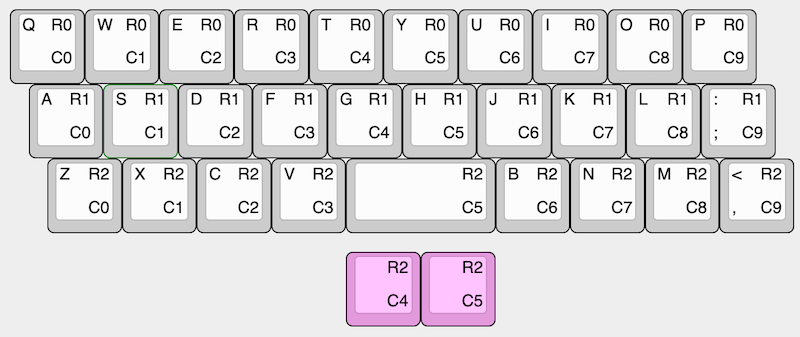 Q R0 W R0 E R0 R R0 T R0 Y R0 U R0 I R0 O R0 P R0
C0 C1 C2 C3 C4 C5 C6 C7 C8 C9
A R1 S R1 D R1 F R1 G R1 H R1 J R1 K R1 L R1 : R1
C0 C1 C2 C3 C4 C5 C6 C7 C8 ; C9
Z R2 X R2 C R2 V R2 R2 B R2 N R2 M R2 < R2
C0 C1 C2 C3 C5 C6 C7 C8 , C9
R2 R2
C4 C5